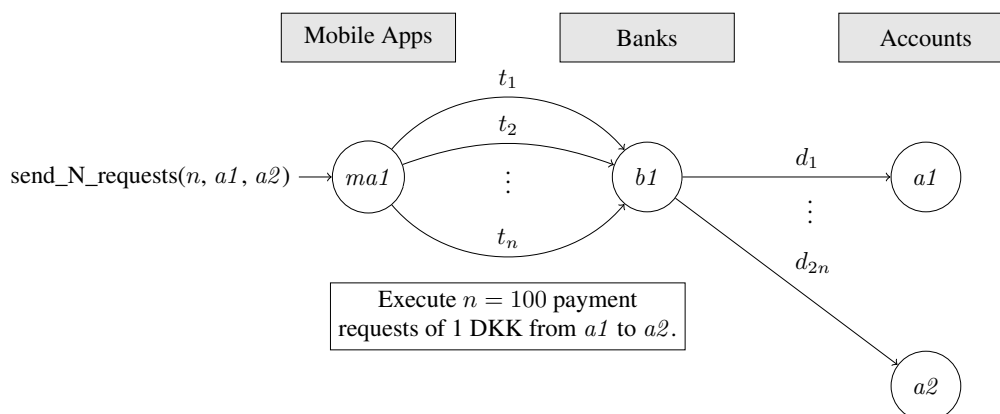 Mobile Apps
Banks
Accounts
t₁
t₂
send_N_requests(n, a1, a2)
ma1
⋮
b1
d₁
a1
⋮
tₙ
d₂ₙ
Execute n = 100 payment
requests of 1 DKK from a1 to a2.
a2